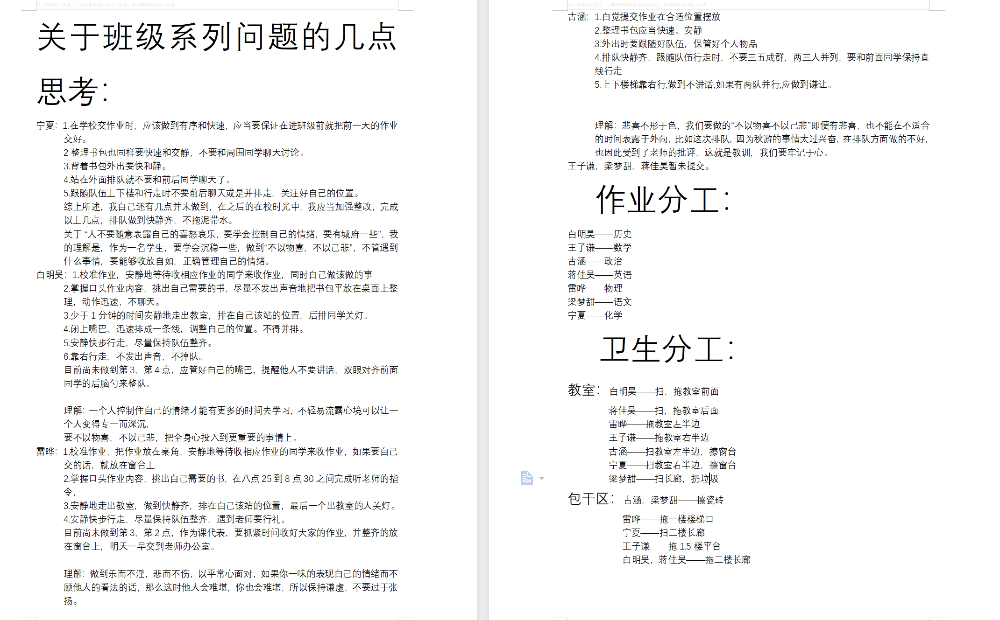 以下内容仅供参考，可能会根据实际情况而变化，最终解释权归本人所有
关于班级系列问题的几点
思考：
宁夏：1.在学校交作业时，应该做到有序和快速，应当要保证在进班级前就把前一天的作业
交好。
2 整理书包也同样要快速和交静，不要和周围同学聊天讨论。
3.背着书包外出要快和静。
4.站在外面排队就不要和前后同学聊天了。
5.跟随队伍上下楼和行走时不要前后聊天或是并排走，关注好自己的位置。
综上所述，我自己还有几点并未做到，在之后的在校时光中，我应当加强整改，完成
以上几点，排队做到快静齐，不拖泥带水。
关于 “人不要随意表露自己的喜怒哀乐，要学会控制自己的情绪，要有城府一些”，我
的理解是，作为一名学生，要学会沉稳一些，做到“不以物喜，不以己悲”，不管遇到
什么事情，要能够收放自如，正确管理自己的情绪。
白明昊：1.校准作业，安静地等待收相应作业的同学来收作业，同时自己做该做的事
2.掌握口头作业内容，挑出自己需要的书，尽量不发出声音地把书包平放在桌面上整
理，动作迅速，不聊天。
3.少于 1 分钟的时间安静地走出教室，排在自己该站的位置，后排同学关灯。
4.闭上嘴巴，迅速排成一条线，调整自己的位置。不得并排。
5.安静快步行走，尽量保持队伍整齐。
6.靠右行走，不发出声音，不掉队。
目前尚未做到第 3，第 4 点，应管好自己的嘴巴，提醒他人不要讲话，双眼对齐前面
同学的后脑勺来整队。
理解：一个人控制住自己的情绪才能有更多的时间去学习，不轻易流露心境可以让一
个人变得专一而深沉，
要不以物喜，不以己悲，把全身心投入到更重要的事情上。
雷晔：1.校准作业，把作业放在桌角，安静地等待收相应作业的同学来收作业，如果要自己
交的话，就放在窗台上
2.掌握口头作业内容，挑出自己需要的书，在八点 25 到 8 点 30 之间完成听老师的指
令，
3.安静地走出教室，做到快静齐，排在自己该站的位置，最后一个出教室的人关灯。
4.安静快步行走，尽量保持队伍整齐，遇到老师要行礼。
目前尚未做到第 3，第 2 点，作为课代表，要抓紧时间收好大家的作业，并整齐的放
在窗台上，明天一早交到老师办公室。
理解：做到乐而不淫，悲而不伤，以平常心面对，如果你一味的表现自己的情绪而不
顾他人的看法的话，那么这时他人会难堪，你也会难堪，所以保持谦虚，不要过于张
扬。
以下内容仅供参考，可能会根据实际情况而变化，最终解释权归本人所有
古涵：1.自觉提交作业在合适位置摆放
2.整理书包应当快速、安静
3.外出时要跟随好队伍，保管好个人物品
4.排队快静齐，跟随队伍行走时，不要三五成群，两三人并列，要和前面同学保持直
线行走
5.上下楼梯靠右行,做到不讲话,如果有两队并行,应做到谦让。
理解：悲喜不形于色，我们要做的“不以物喜不以己悲”即便有悲喜，也不能在不适合
的时间表露于外向，比如这次排队，因为秋游的事情太过兴奋，在排队方面做的不好，
也因此受到了老师的批评，这就是教训，我们要牢记于心。
王子谦，梁梦甜，蒋佳昊暂未提交。
作业分工：
白明昊——历史
王子谦——数学
古涵——政治
蒋佳昊——英语
雷晔——物理
梁梦甜——语文
宁夏——化学
卫生分工：
教室：白明昊——扫，拖教室前面
蒋佳昊——扫，拖教室后面
雷晔——拖教室左半边
王子谦——拖教室右半边
古涵——扫教室左半边，擦窗台
宁夏——扫教室右半边，擦窗台
梁梦甜——扫长廊，扔垃圾
包干区：古涵，梁梦甜——擦瓷砖
雷晔——拖一楼楼梯口
宁夏——扫二楼长廊
王子谦——拖 1.5 楼平台
白明昊，蒋佳昊——拖二楼长廊